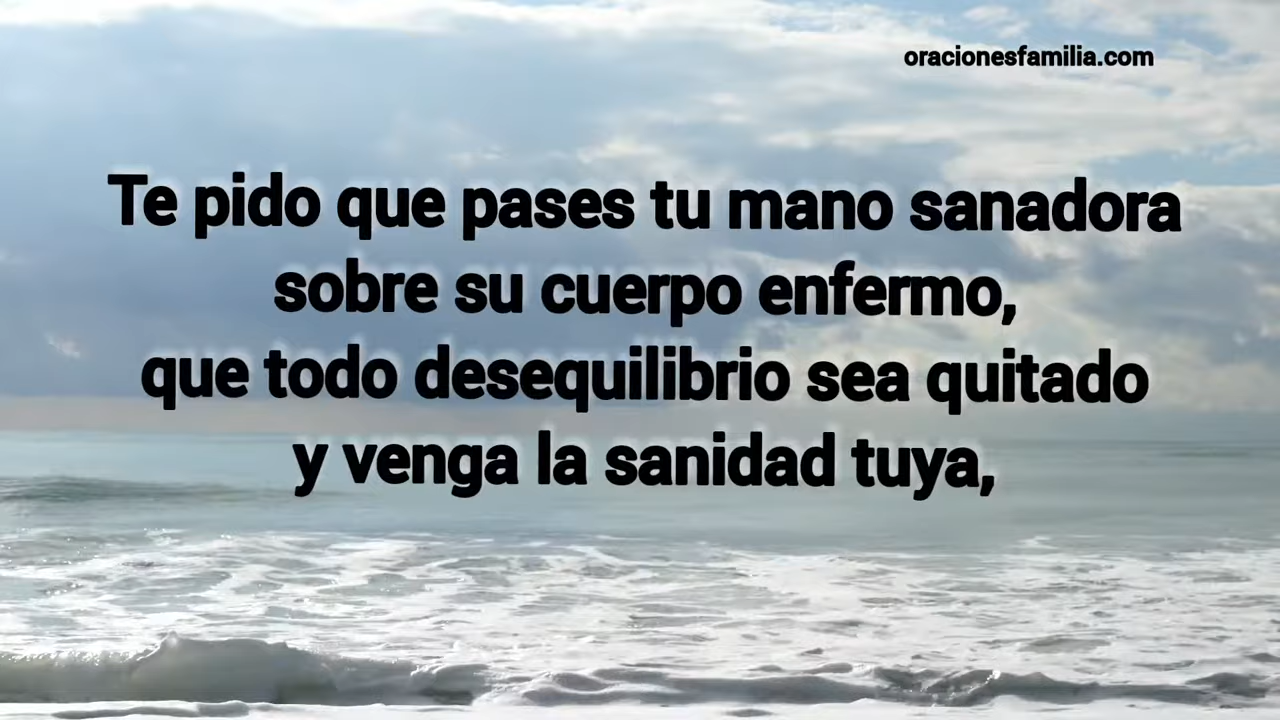 oracionesfamilia.com
Te pido que pases tu mano sanadora
sobre su cuerpo enfermo,
que todo desequilibrio sea quitado
y venga la sanidad tuya,